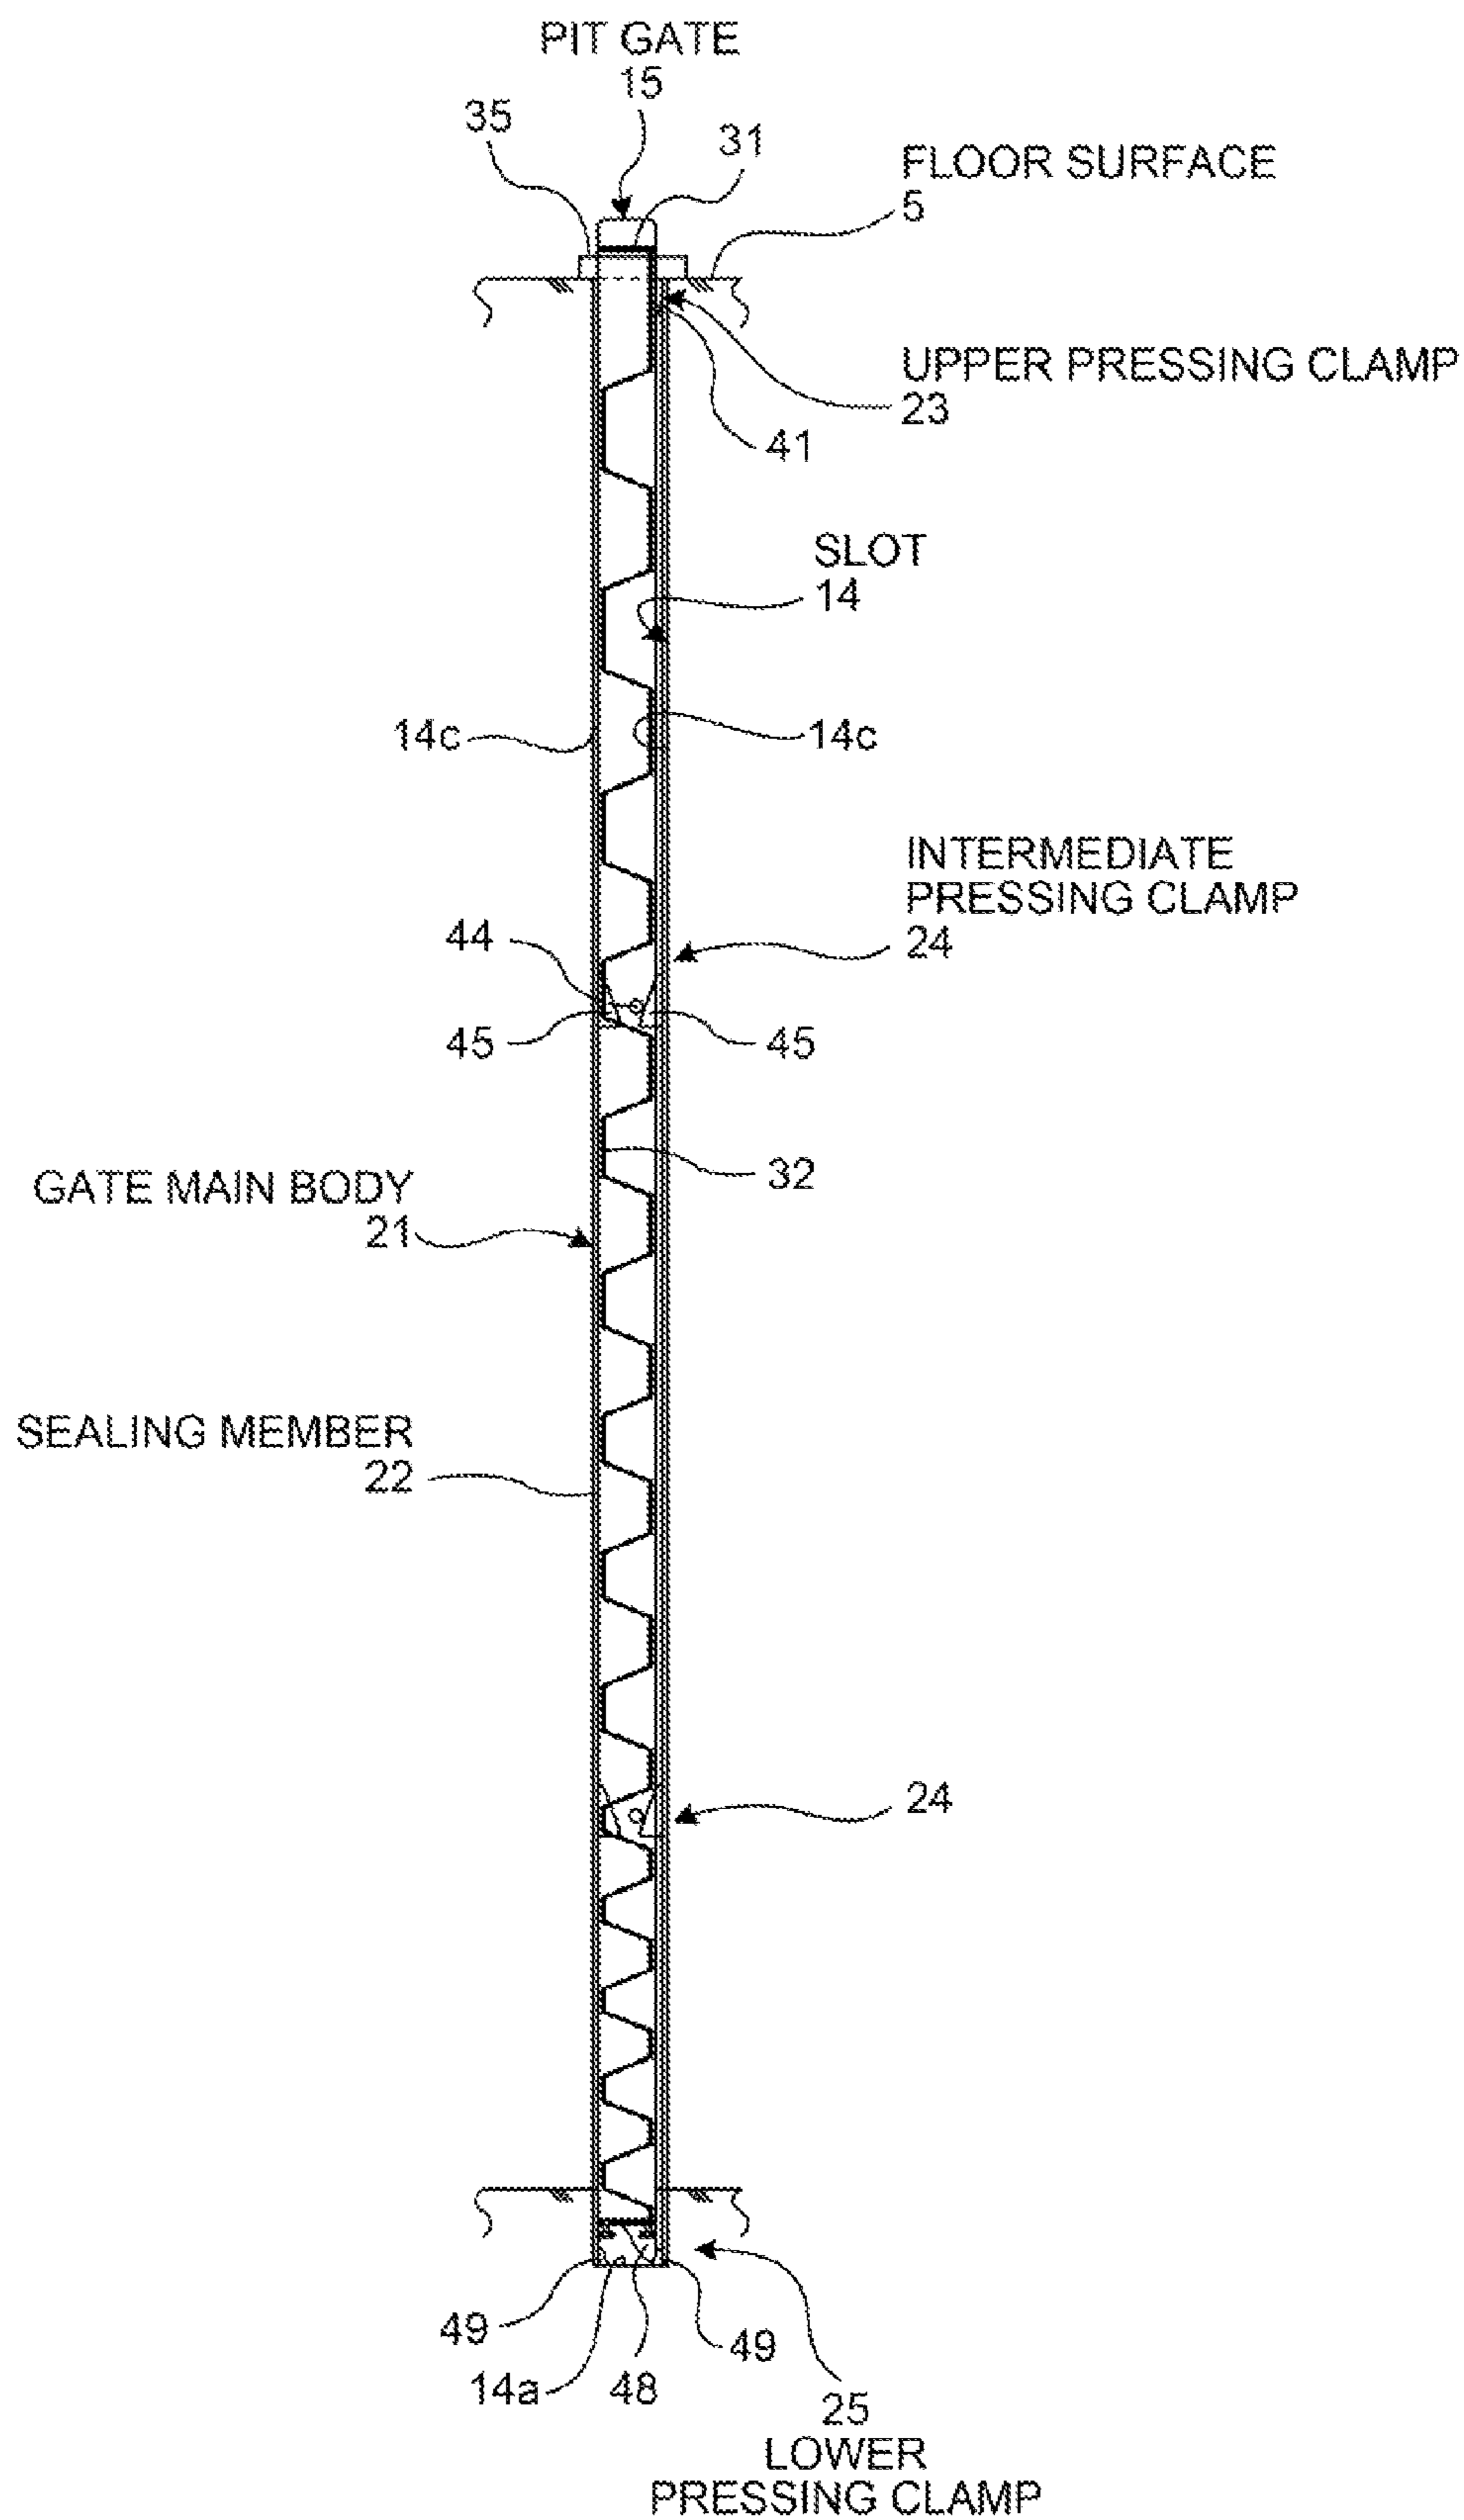 PIT GATE
15
35
31
FLOOR SURFACE
5
UPPER PRESSING CLAMP
23
41
SLOT
14
14c
14c
INTERMEDIATE
PRESSING CLAMP
24
44
45
45
32
GATE MAIN BODY
21
SEALING MEMBER
22
24
49
49
14a
48
25
LOWER
PRESSING CLAMP